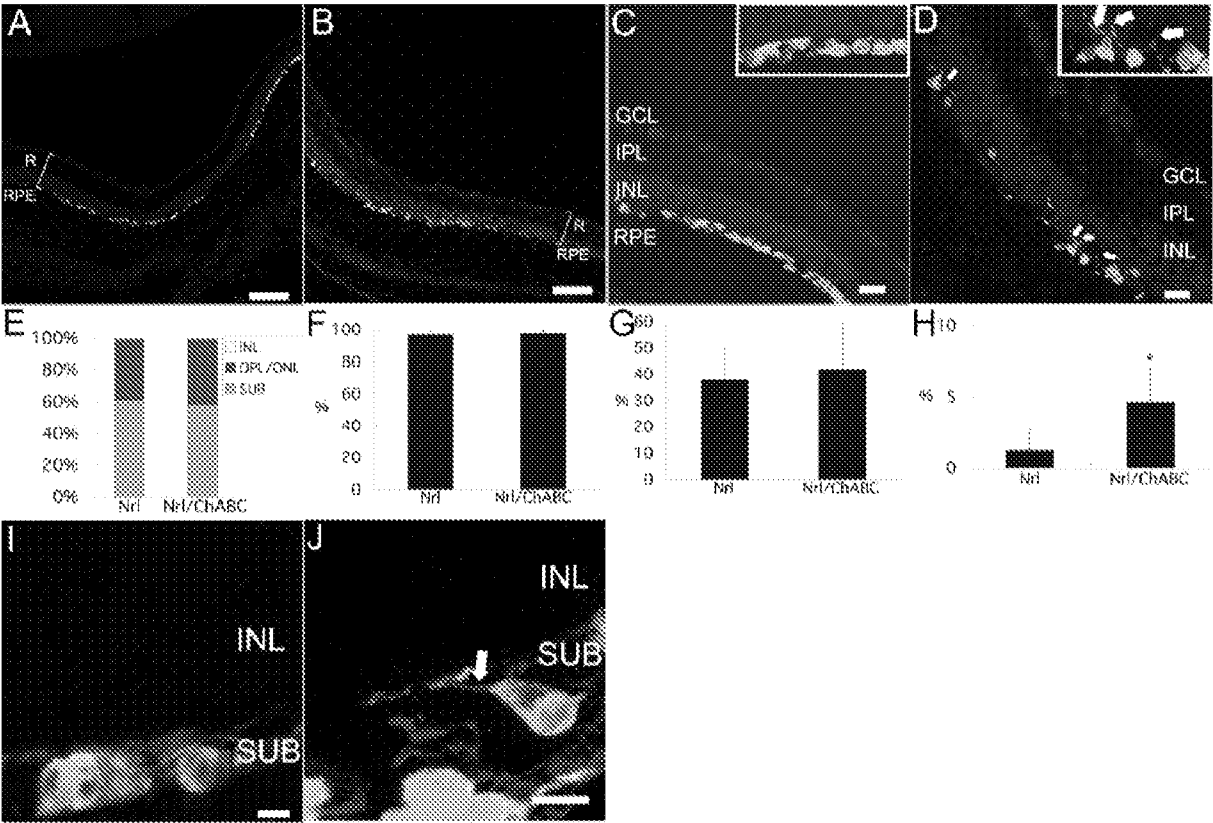 A
B
C
D
R
RPE
R
RPE
GCL
IPL
INL
RPE
GCL
IPL
INL
E
100%
80%
60%
40%
20%
0%
Nrl
Nrl/ChABC
INL
OPL/ONL
SUB
F
100
80
60
40
20
0
%
Nrl
Nrl/ChABC
G
60
50
40
30
20
10
0
%
Nrl
Nrl/ChABC
H
10
5
0
%
*
Nrl
Nrl/ChABC
I
INL
SUB
J
INL
SUB